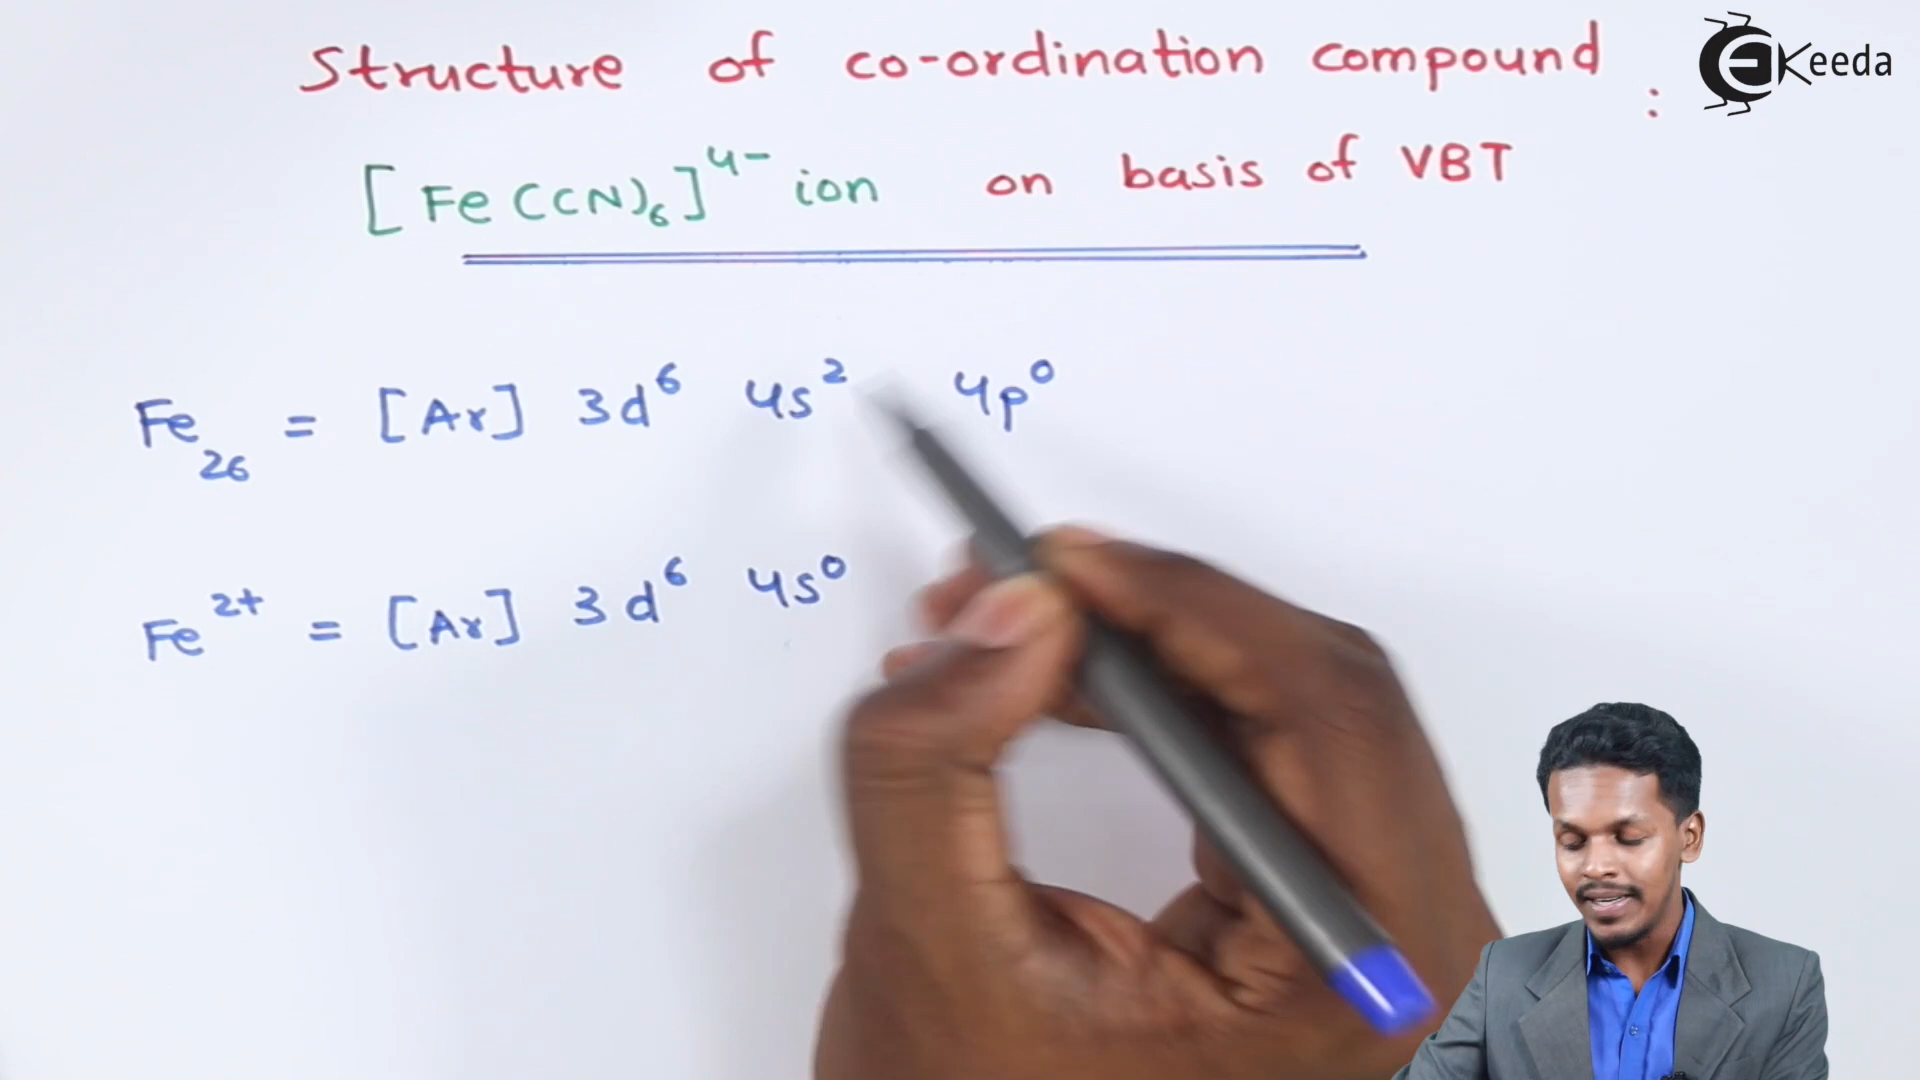 Structure of co-ordination compound :
[Fe(CN)₆]⁴⁻ ion on basis of VBT
Fe₂₆ = [Ar] 3d⁶ 4s² 4p⁰
Fe²⁺ = [Ar] 3d⁶ 4s⁰
Ekeeda